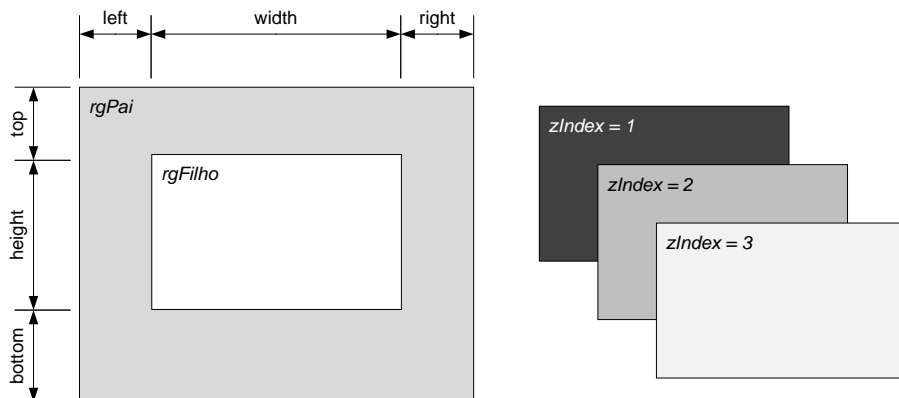 left
width
right
top
rgPai
height
rgFilho
bottom
zIndex = 1
zIndex = 2
zIndex = 3